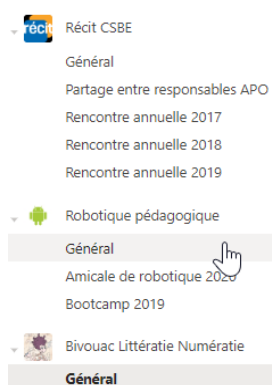 récit Récit CSBE
Général
Partage entre responsables APO
Rencontre annuelle 2017
Rencontre annuelle 2018
Rencontre annuelle 2019
Robotique pédagogique
Général
Amicale de robotique 2020
Bootcamp 2019
Bivouac Littératie Numératie
Général